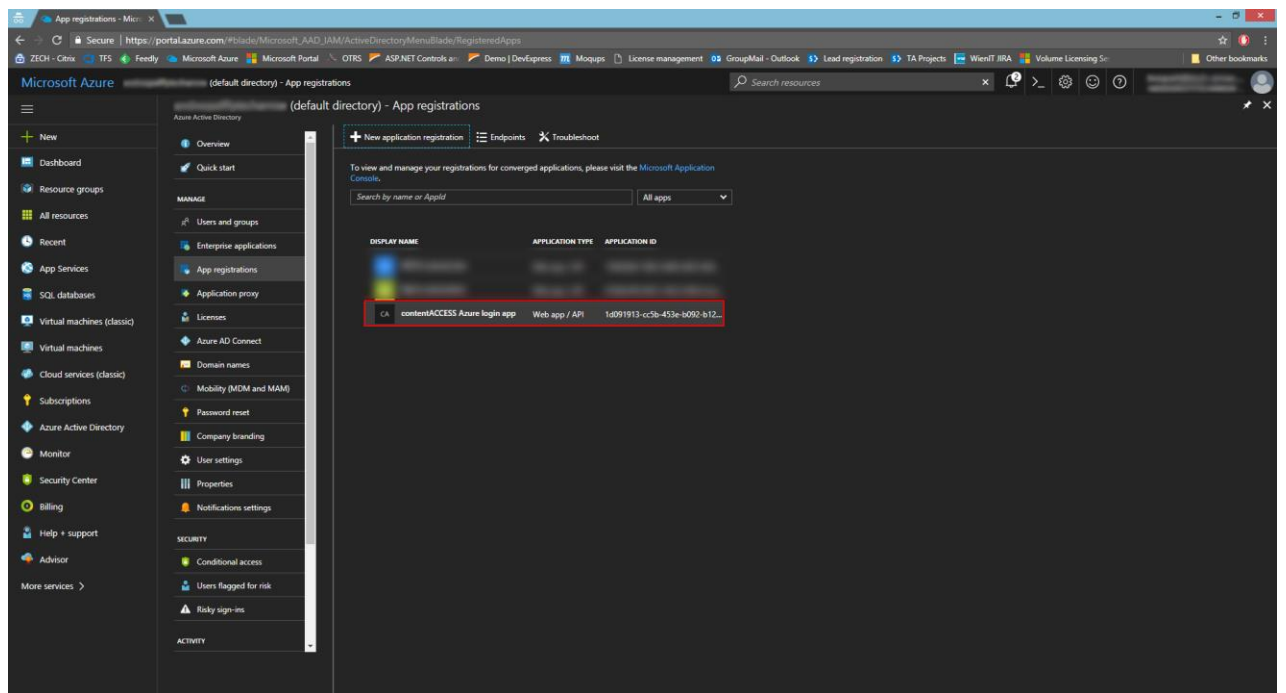 App registrations - Micro
Secure | https://portal.azure.com/#blade/Microsoft_AAD_IAM/ActiveDirectoryMenuBlade/RegisteredApps
ZECH - Citrix TFS Feedly Microsoft Azure Microsoft Portal OTRS ASP.NET Controls an Demo | DevExpress Moqups License management GroupMail - Outlook Lead registration TA Projects WienIT JIRA Volume Licensing Se Other bookmarks
Microsoft Azure (default directory) - App registrations Search resources
(default directory) - App registrations
Azure Active Directory
New
Dashboard
Resource groups
All resources
Recent
App Services
SQL databases
Virtual machines (classic)
Virtual machines
Cloud services (classic)
Subscriptions
Azure Active Directory
Monitor
Security Center
Billing
Help + support
Advisor
More services
Overview
Quick start
MANAGE
Users and groups
Enterprise applications
App registrations
Application proxy
Licenses
Azure AD Connect
Domain names
Mobility (MDM and MAM)
Password reset
Company branding
User settings
Properties
Notifications settings
SECURITY
Conditional access
Users flagged for risk
Risky sign-ins
ACTIVITY
New application registration Endpoints Troubleshoot
To view and manage your registrations for converged applications, please visit the Microsoft Application
Console.
Search by name or AppId All apps
DISPLAY NAME APPLICATION TYPE APPLICATION ID
CA contentACCESS Azure login app Web app / API 1d091913-cc5b-453e-b092-b12...